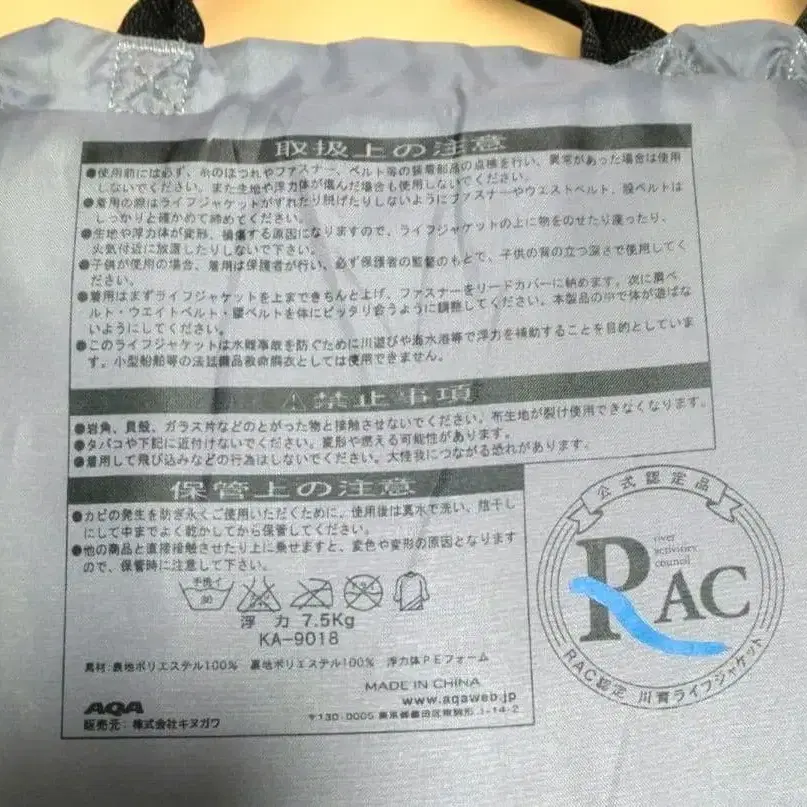 取扱上の注意
●使用前には必ず、糸のほつれやファスナー、ベルト等の装着部品の点検を行い、異常があった場合は使用
しないでください。また生地や浮力体が傷んだ場合も使用しないでください。
●着用の際はライフジャケットがずれたり脱げたりしないようにファスナーやウエストベルト、股ベルトは
しっかりと確かめて締めてください。
●生地や浮力体が変形、損傷する原因になりますので、ライフジャケットの上に物をのせたり座ったり、
火気付近に放置したりしないで下さい。
●子供が使用の場合、着用は保護者が行い、必ず保護者の監督のもとで、子供の背の立つ深さで使用してく
ださい。
●着用はまずライフジャケットを上まできちんと上げ、ファスナーをリードカバーに納めます。次に肩ベ
ルト・ウエイトベルト・腰ベルトを体にピッタリ合うように調整してください。本製品の中で体が遊ばな
いようにしてください。
●このライフジャケットは水難事故を防ぐために川遊びや海水浴等で浮力を補助することを目的としていま
す。小型船舶等の法定備品救命胴衣としては使用できません。
⚠禁止事項
●岩角、貝殻、ガラス片などのとがった物と接触させないでください。布生地が裂け使用できなくなります。
●タバコや下記に近付けないでください。変形や燃える可能性があります。
●着用して飛び込みなどの行為はしないでください。大怪我につながる恐れがあります。
保管上の注意
●カビの発生を防ぎ永くご使用いただくために、使用後は真水で洗い、陰干し
にして中までよく乾かしてから保管してください。
●他の商品と直接接触させたり上に乗せますと、変色や変形の原因となります
ので、保管時に注意して下さい。
手洗イ
30
浮 力 7.5Kg
KA-9018
素材:表地ポリエステル100% 裏地ポリエステル100% 浮力体PEフォーム
MADE IN CHINA
AQA
www.aqaweb.jp
販売元:株式会社キヌガワ
〒130-0005 東京都墨田区東駒形1-14-2
公式認定品
river
activities
council
RAC
RAC認定 川育ライフジャケット